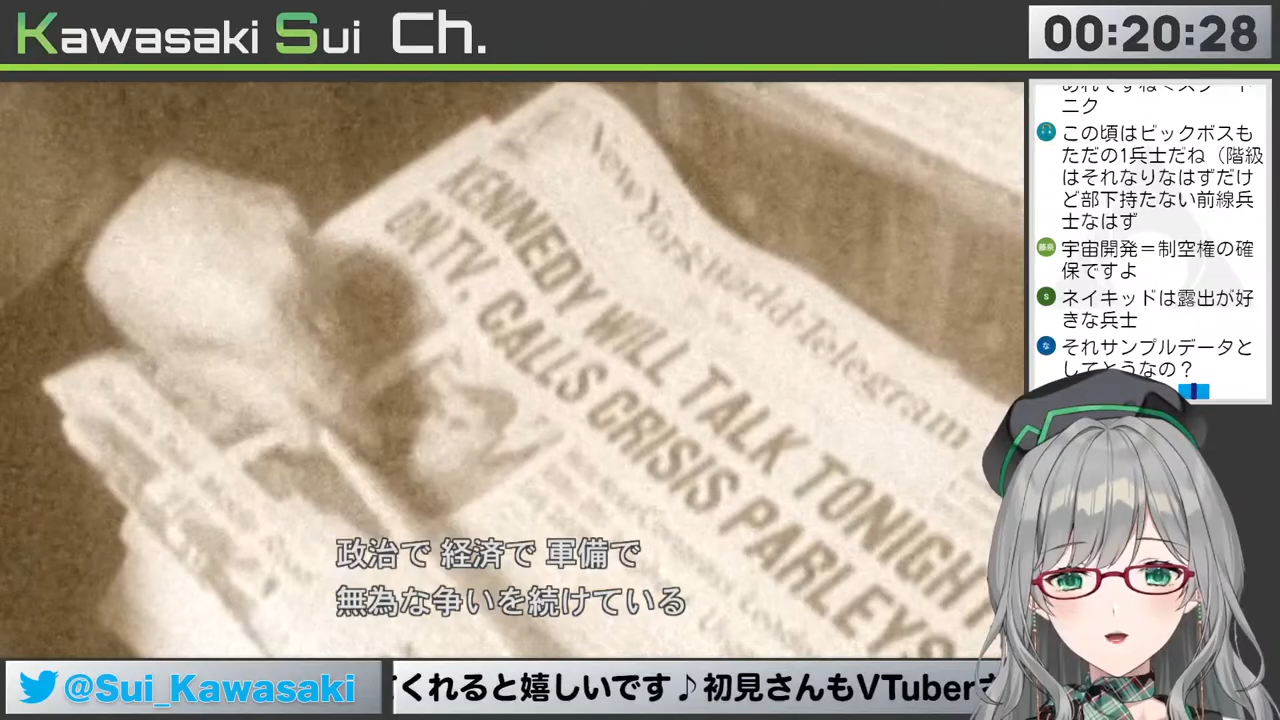 Kawasaki Sui Ch.
00:20:28
ニク
この頃はビックボスも
ただの1兵士だね（階級
はそれなりなはずだけ
ど部下持たない前線兵
士なはず
藤泉 宇宙開発＝制空権の確
保ですよ
S ネイキッドは露出が好
きな兵士
な それサンプルデータと
してどうなの？
New York World-Telegram
KENNEDY WILL TALK TONIGHT
ON TV, CALLS CRISIS PARLEYS
政治で 経済で 軍備で
無為な争いを続けている
@Sui_Kawasaki
くれると嬉しいです♪初見さんもVTuber